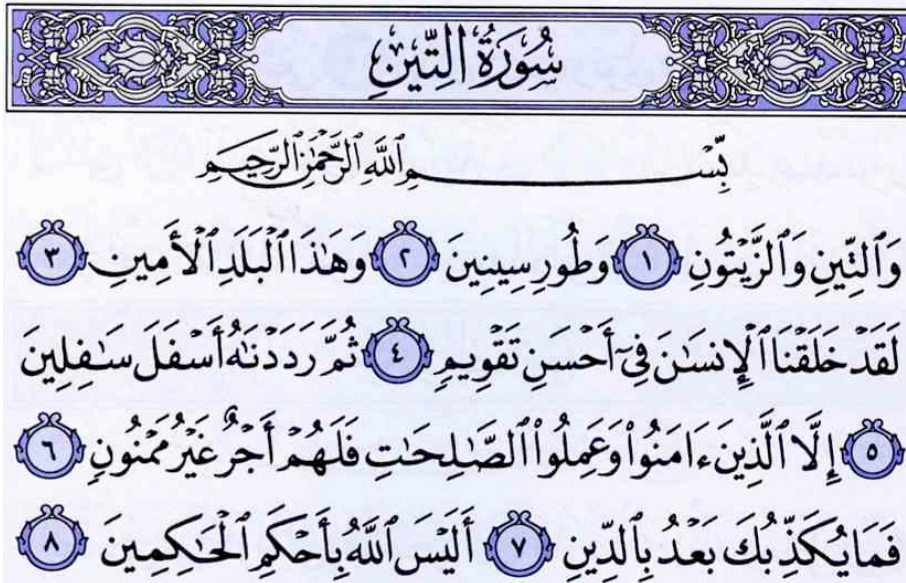 سُورَةُ التِّينِ
بِّسْمِ ٱللَّهِ ٱلرَّحْمَٰنِ ٱلرَّحِيمِ
وَٱلتِّينِ وَٱلزَّيْتُونِ ١ وَطُورِ سِينِينَ ٢ وَهَٰذَا ٱلْبَلَدِ ٱلْأَمِينِ ٣
لَقَدْ خَلَقْنَا ٱلْإِنسَٰنَ فِىٓ أَحْسَنِ تَقْوِيمٍ ٤ ثُمَّ رَدَدْنَٰهُ أَسْفَلَ سَٰفِلِينَ
٥ إِلَّا ٱلَّذِينَ ءَامَنُوا۟ وَعَمِلُوا۟ ٱلصَّٰلِحَٰتِ فَلَهُمْ أَجْرٌ غَيْرُ مَمْنُونٍ ٦
فَمَا يُكَذِّبُكَ بَعْدُ بِٱلدِّينِ ٧ أَلَيْسَ ٱللَّهُ بِأَحْكَمِ ٱلْحَٰكِمِينَ ٨